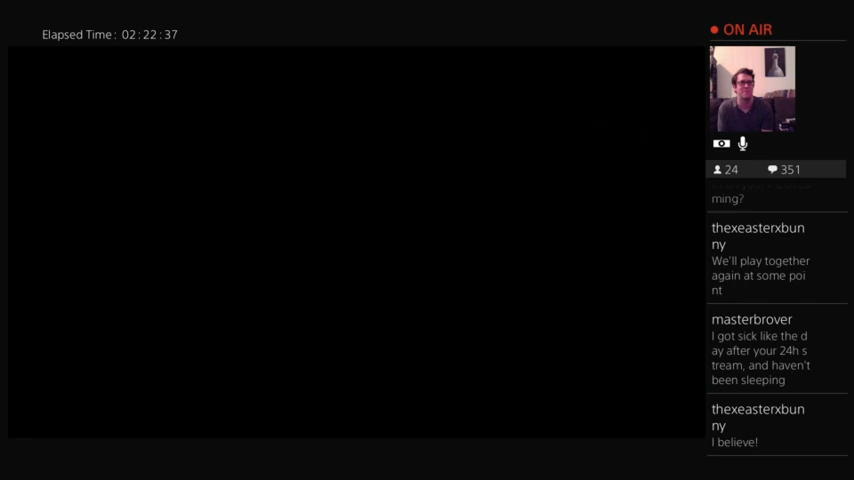 Elapsed Time: 02:22:37
ON AIR
24 351
ming?
thexeasterxbun
ny
We'll play together
again at some poi
nt
masterbrover
I got sick like the d
ay after your 24h s
tream, and haven't
been sleeping
thexeasterxbun
ny
I believe!